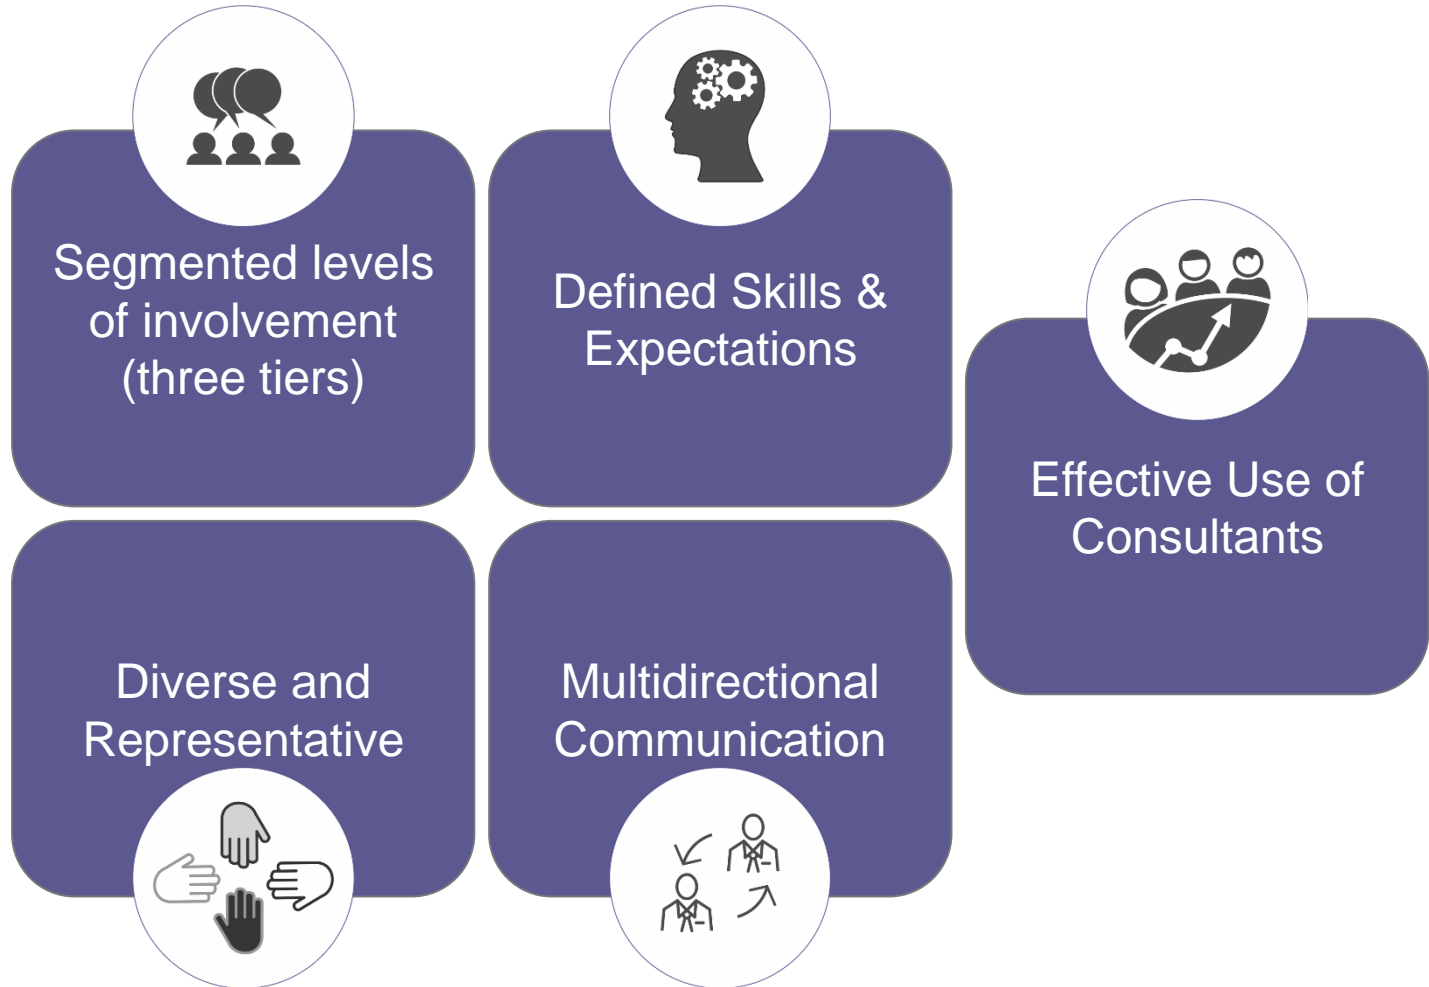 Segmented levels
of involvement
(three tiers)
Defined Skills &
Expectations
Effective Use of
Consultants
Diverse and
Representative
Multidirectional
Communication